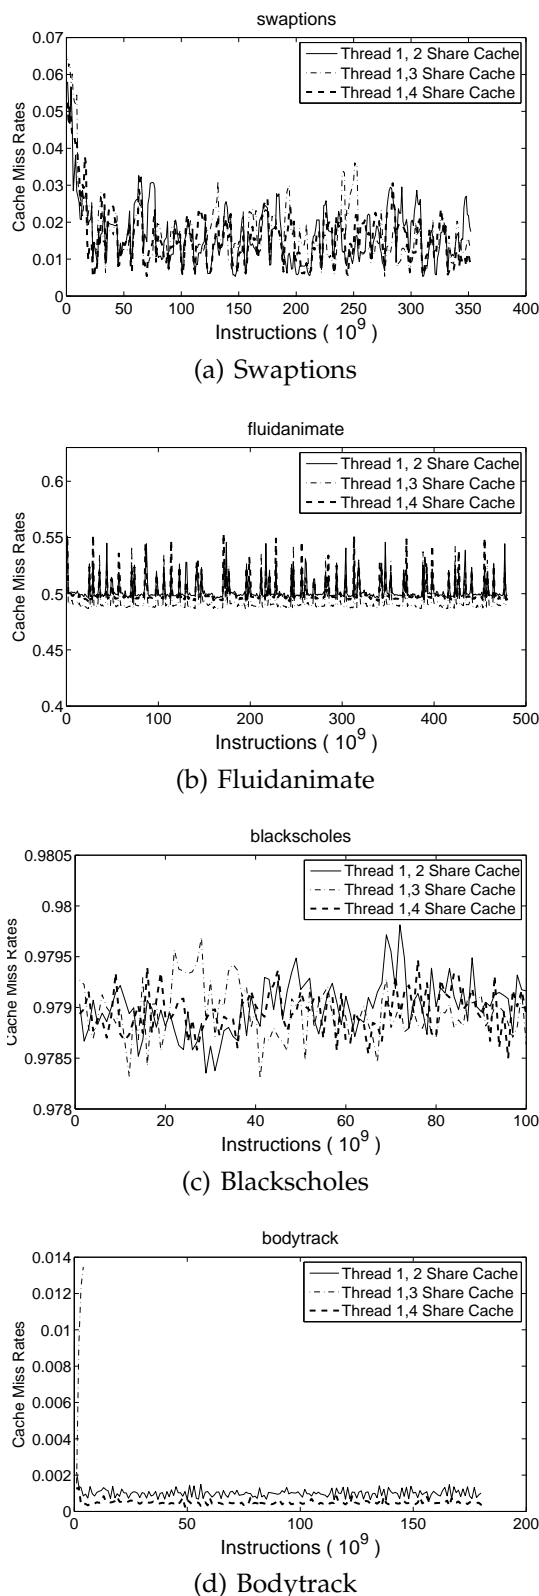 swaptions
0.07
0.06
0.05
0.04
0.03
0.02
0.01
0
Cache Miss Rates
Thread 1, 2 Share Cache
Thread 1,3 Share Cache
Thread 1,4 Share Cache
0 50 100 150 200 250 300 350 400
Instructions ( 10^9 )
(a) Swaptions
fluidanimate
0.6
0.55
0.5
0.45
0.4
Cache Miss Rates
Thread 1, 2 Share Cache
Thread 1,3 Share Cache
Thread 1,4 Share Cache
0 100 200 300 400 500
Instructions ( 10^9 )
(b) Fluidanimate
blackscholes
0.9805
0.98
0.9795
0.979
0.9785
0.978
Cache Miss Rates
Thread 1, 2 Share Cache
Thread 1,3 Share Cache
Thread 1,4 Share Cache
0 20 40 60 80 100
Instructions ( 10^9 )
(c) Blackscholes
bodytrack
0.014
0.012
0.01
0.008
0.006
0.004
0.002
0
Cache Miss Rates
Thread 1, 2 Share Cache
Thread 1,3 Share Cache
Thread 1,4 Share Cache
0 50 100 150 200
Instructions ( 10^9 )
(d) Bodytrack